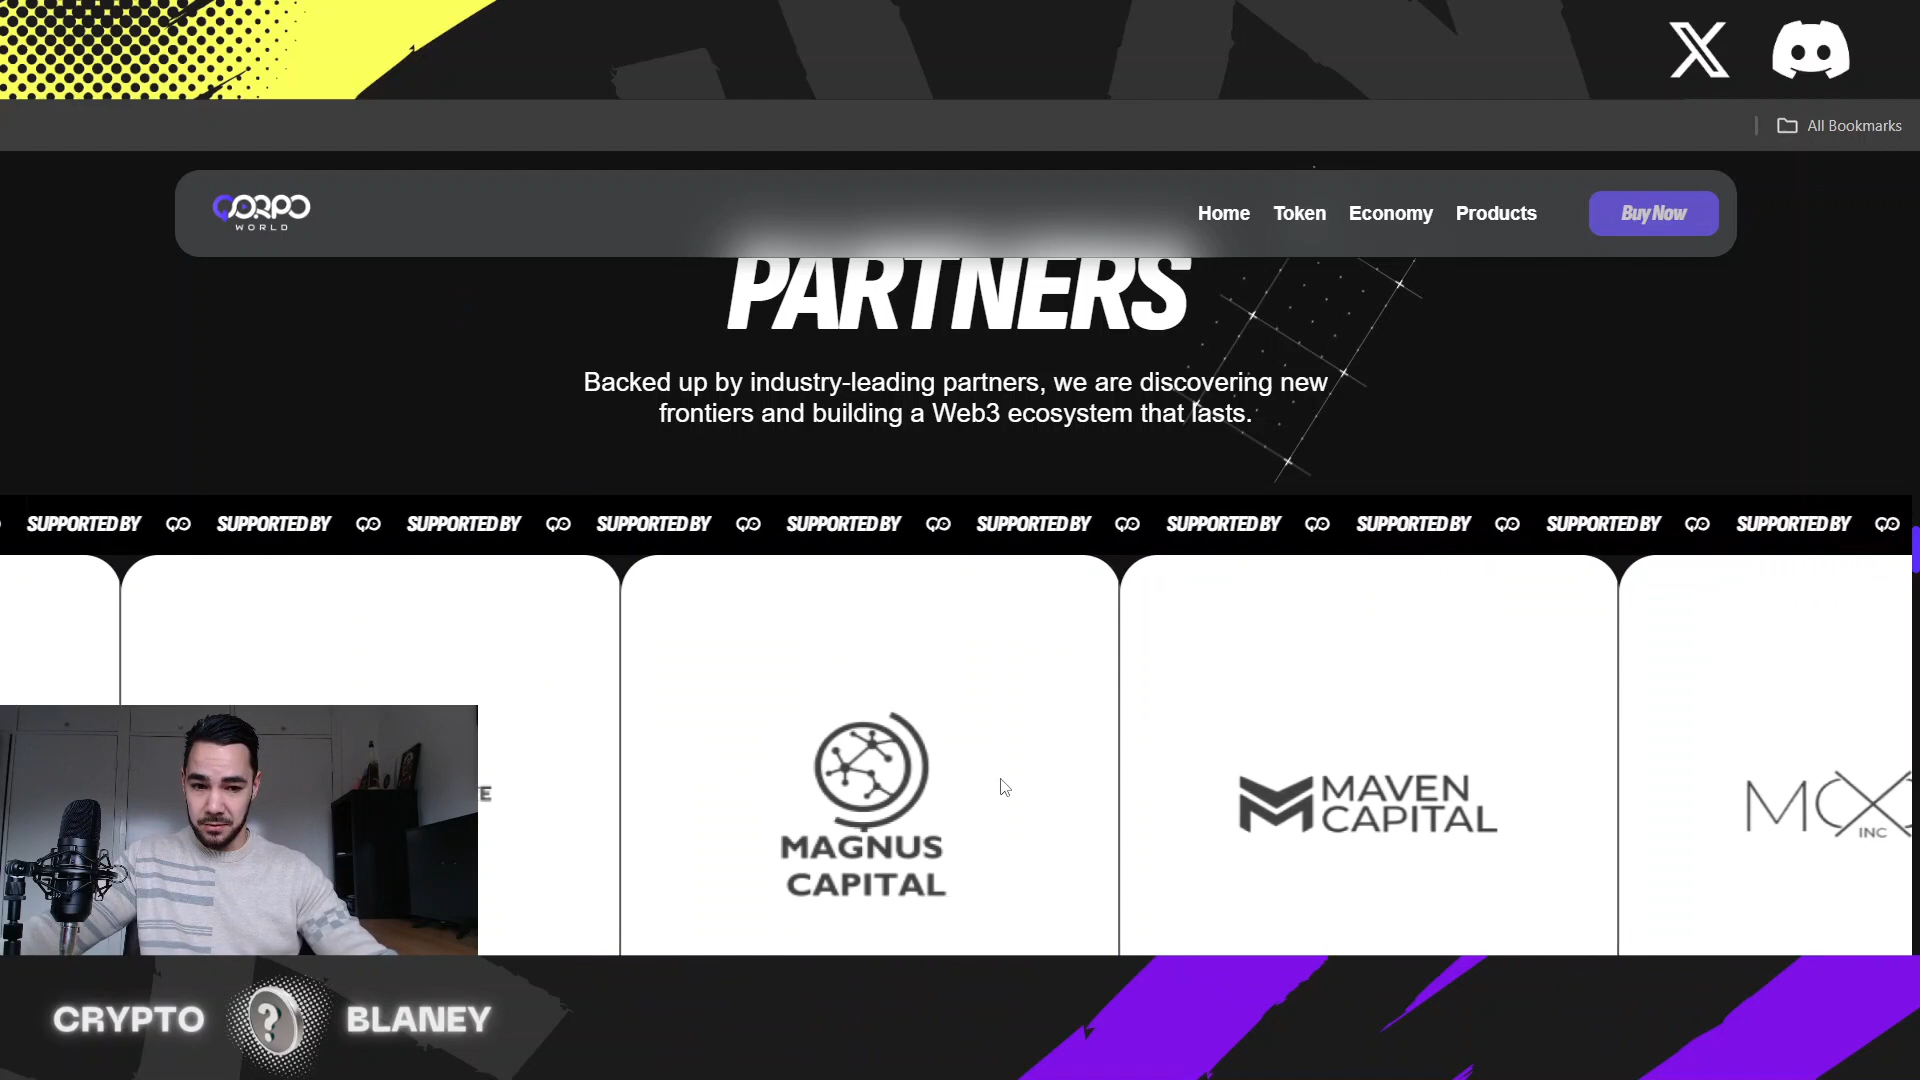 All Bookmarks
QORPO
WORLD
Home
Token
Economy
Products
Buy Now
PARTNERS
Backed up by industry-leading partners, we are discovering new
frontiers and building a Web3 ecosystem that lasts.
SUPPORTED BY SUPPORTED BY SUPPORTED BY SUPPORTED BY SUPPORTED BY SUPPORTED BY SUPPORTED BY SUPPORTED BY SUPPORTED BY SUPPORTED BY
E
MAGNUS
CAPITAL
MAVEN
CAPITAL
MCX
INC
CRYPTO
BLANEY